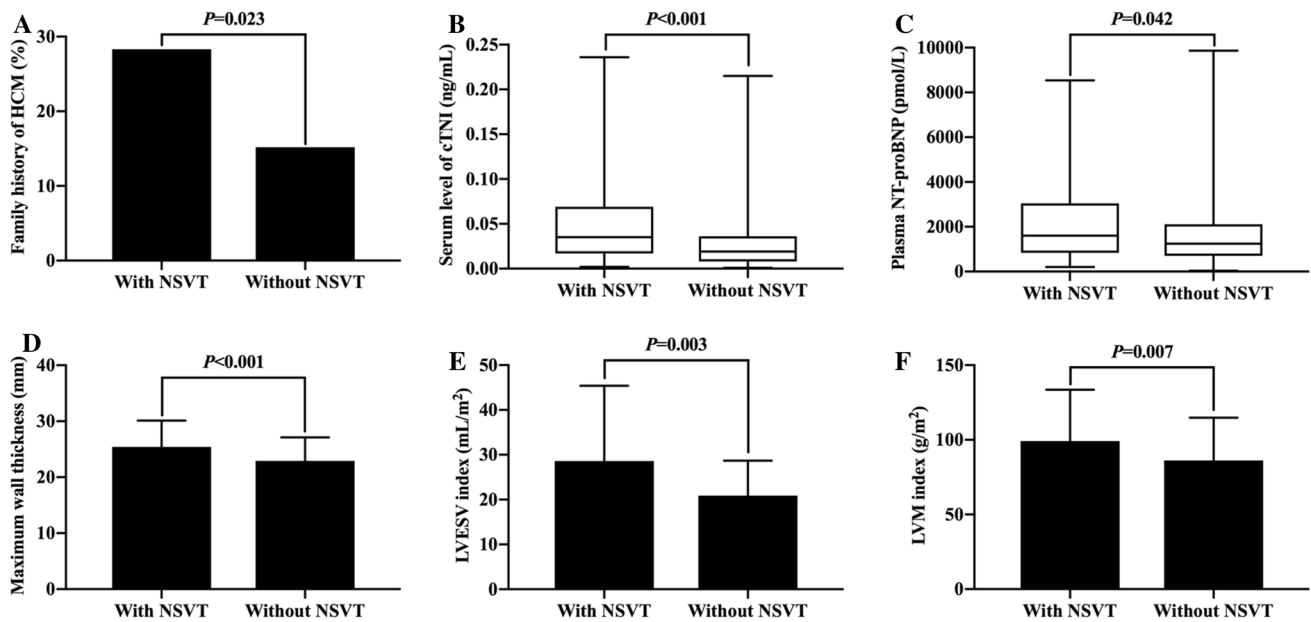 A
P=0.023
Family history of HCM (%)
30
20
10
0
With NSVT
Without NSVT
B
P<0.001
Serum level of cTNI (ng/mL)
0.25
0.20
0.15
0.10
0.05
0.00
With NSVT
Without NSVT
C
P=0.042
Plasma NT-proBNP (pmol/L)
10000
8000
6000
4000
2000
0
With NSVT
Without NSVT
D
P<0.001
Maximum wall thickness (mm)
40
30
20
10
0
With NSVT
Without NSVT
E
P=0.003
LVESV index (mL/m²)
50
40
30
20
10
0
With NSVT
Without NSVT
F
P=0.007
LVM index (g/m²)
150
100
50
0
With NSVT
Without NSVT